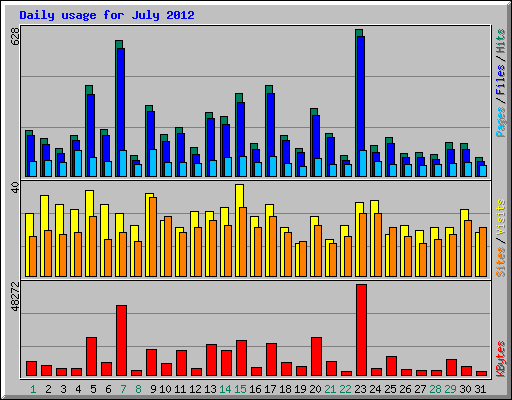 Daily usage for July 2012
628
Pages / Files / Hits
40
Sites / Visits
48272
KBytes
1 2 3 4 5 6 7 8 9 10 11 12 13 14 15 16 17 18 19 20 21 22 23 24 25 26 27 28 29 30 31